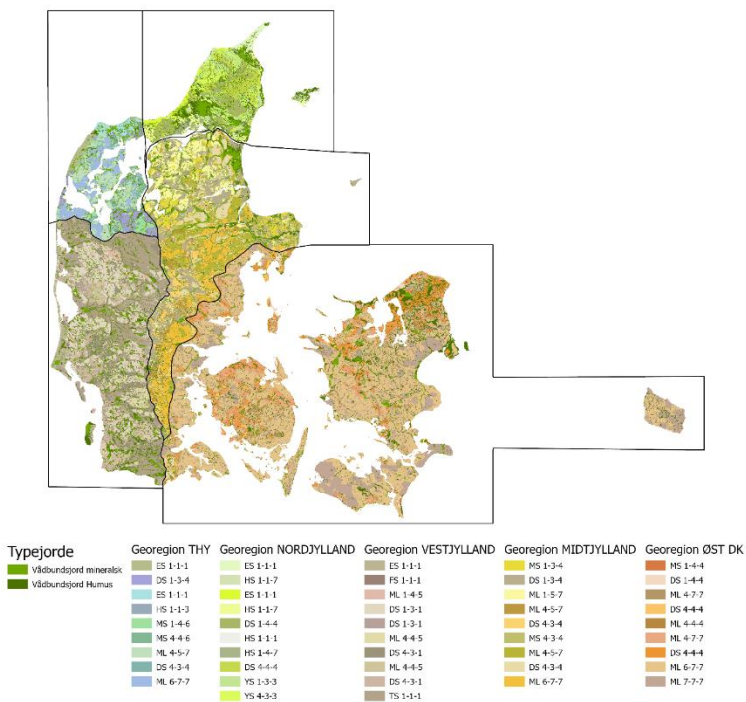 Typejorde
Vådbundsjord mineralsk
Vådbundsjord Humus
Georegion THY
ES 1-1-1
DS 1-3-4
ES 1-1-1
HS 1-1-3
MS 1-4-6
MS 4-4-6
ML 4-5-7
DS 4-3-4
ML 6-7-7
Georegion NORDJYLLAND
ES 1-1-1
HS 1-1-7
ES 1-1-1
HS 1-1-7
DS 1-4-4
HS 1-1-1
HS 1-4-7
DS 4-4-4
YS 1-3-3
YS 4-3-3
Georegion VESTJYLLAND
ES 1-1-1
FS 1-1-1
ML 1-4-5
DS 1-3-1
DS 1-3-1
ML 4-4-5
DS 4-3-1
ML 4-4-5
DS 4-3-1
TS 1-1-1
Georegion MIDTJYLLAND
MS 1-3-4
DS 1-3-4
ML 1-5-7
ML 4-5-7
DS 4-3-4
MS 4-3-4
ML 4-5-7
DS 4-3-4
ML 6-7-7
Georegion ØST DK
MS 1-4-4
DS 1-4-4
ML 4-7-7
DS 4-4-4
ML 4-4-4
ML 4-7-7
DS 4-4-4
ML 6-7-7
ML 7-7-7